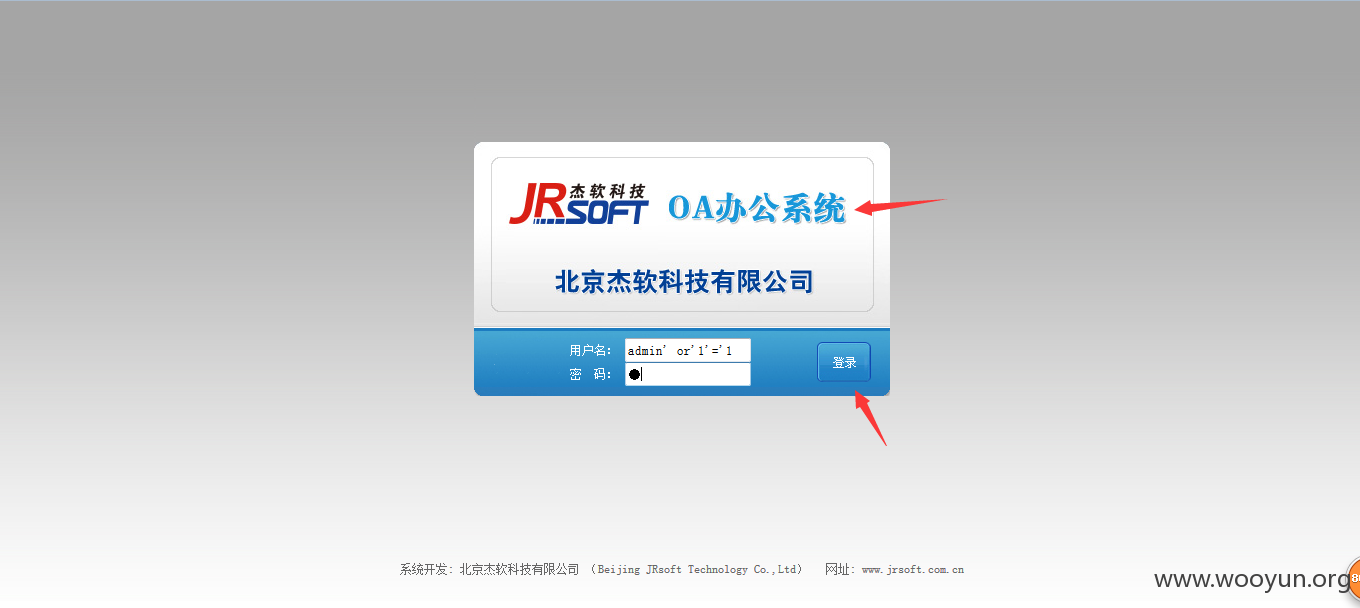 JR SOFT 杰软科技 OA办公系统
北京杰软科技有限公司
用户名: admin' or'1'='1
密 码: ●
登录
系统开发: 北京杰软科技有限公司 （Beijing JRsoft Technology Co.,Ltd） 网址: www.jrsoft.com.cn
www.wooyun.org